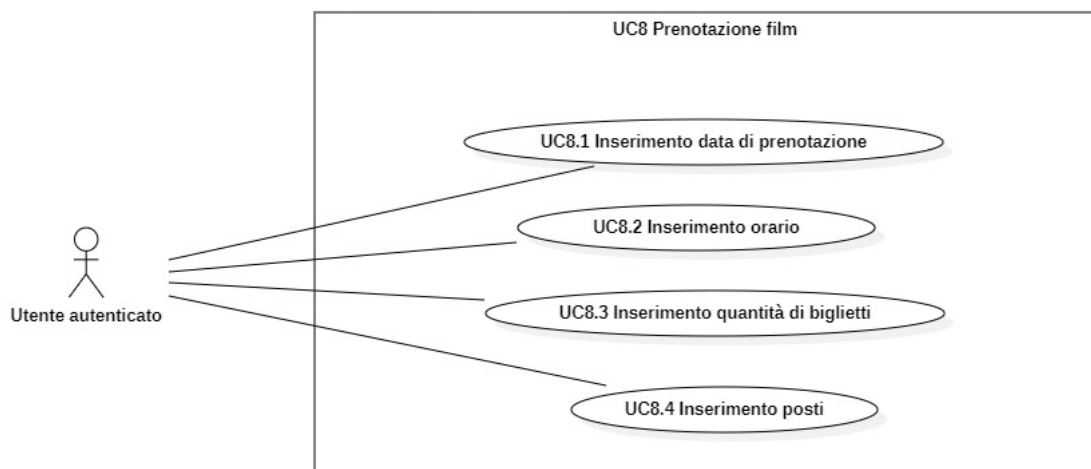 UC8 Prenotazione film
UC8.1 Inserimento data di prenotazione
UC8.2 Inserimento orario
Utente autenticato
UC8.3 Inserimento quantità di biglietti
UC8.4 Inserimento posti